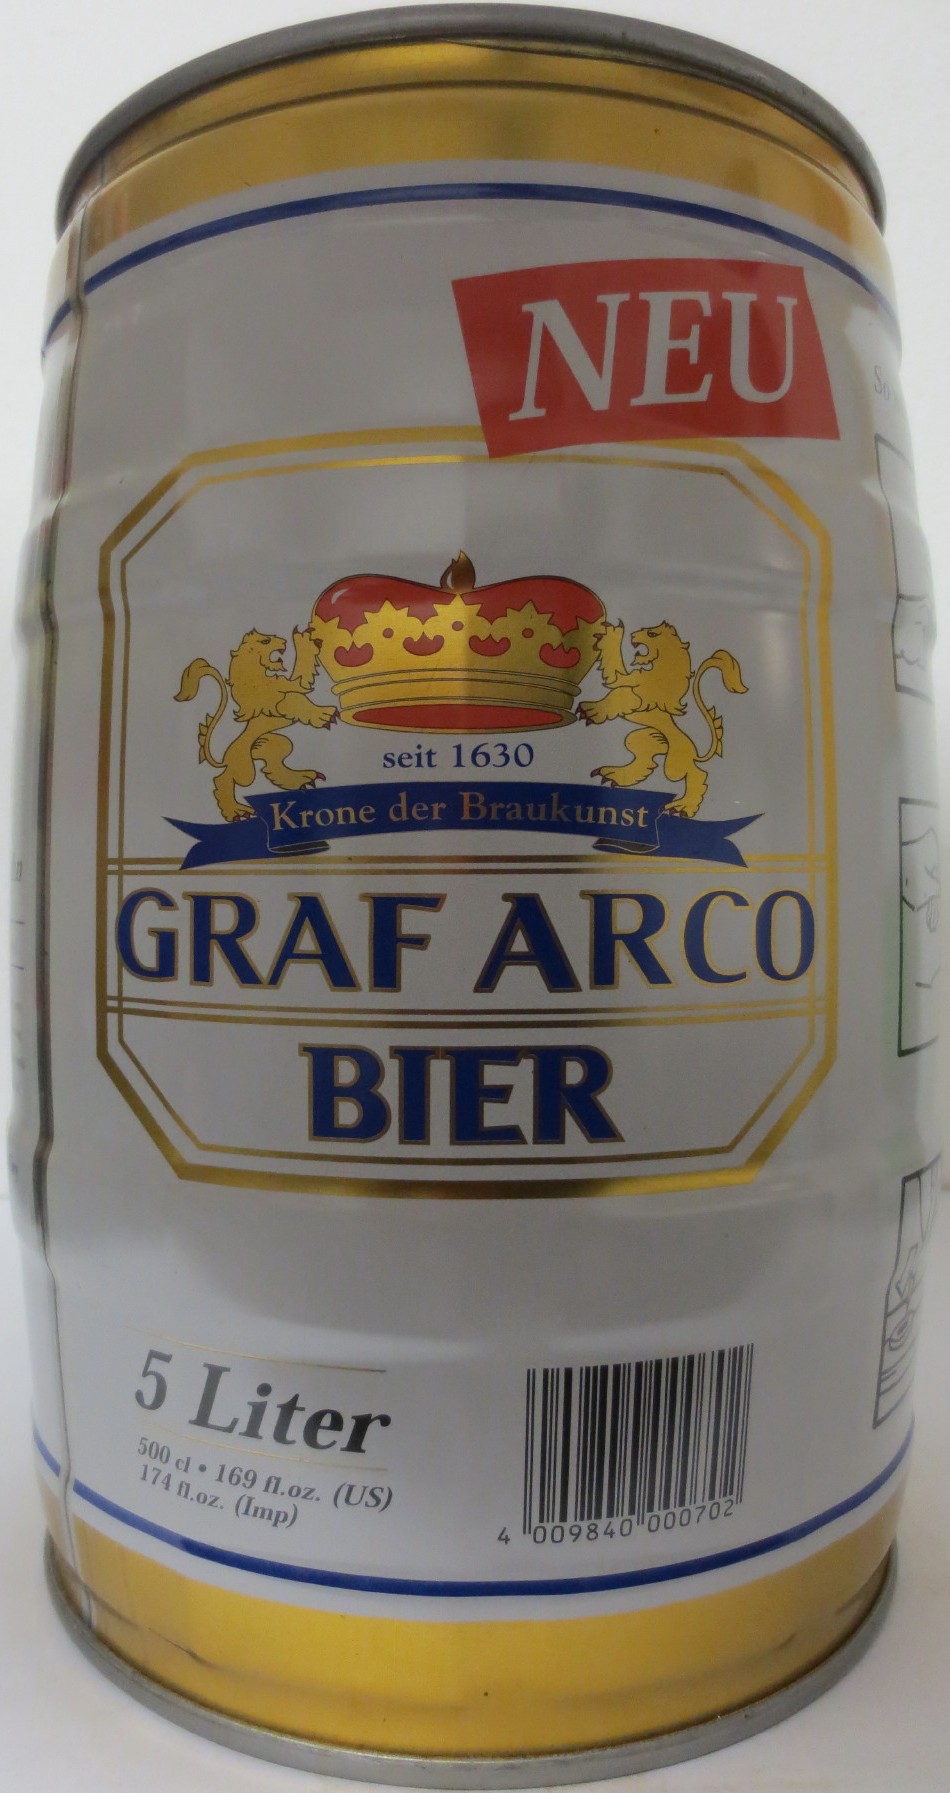 NEU
So
seit 1630
Krone der Braukunst
GRAF ARCO
BIER
5 Liter
500 cl • 169 fl.oz. (US)
174 fl.oz. (Imp)
4 009840 000702